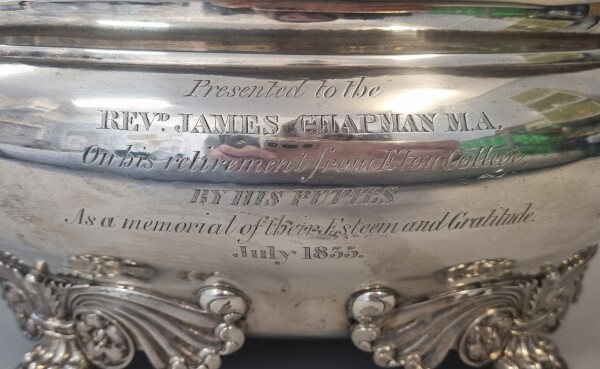 Presented to the
REVD. JAMES CHAPMAN M.A.
On his retirement from Eton College
BY HIS PUPILS
As a memorial of their Esteem and Gratitude.
July 1835.